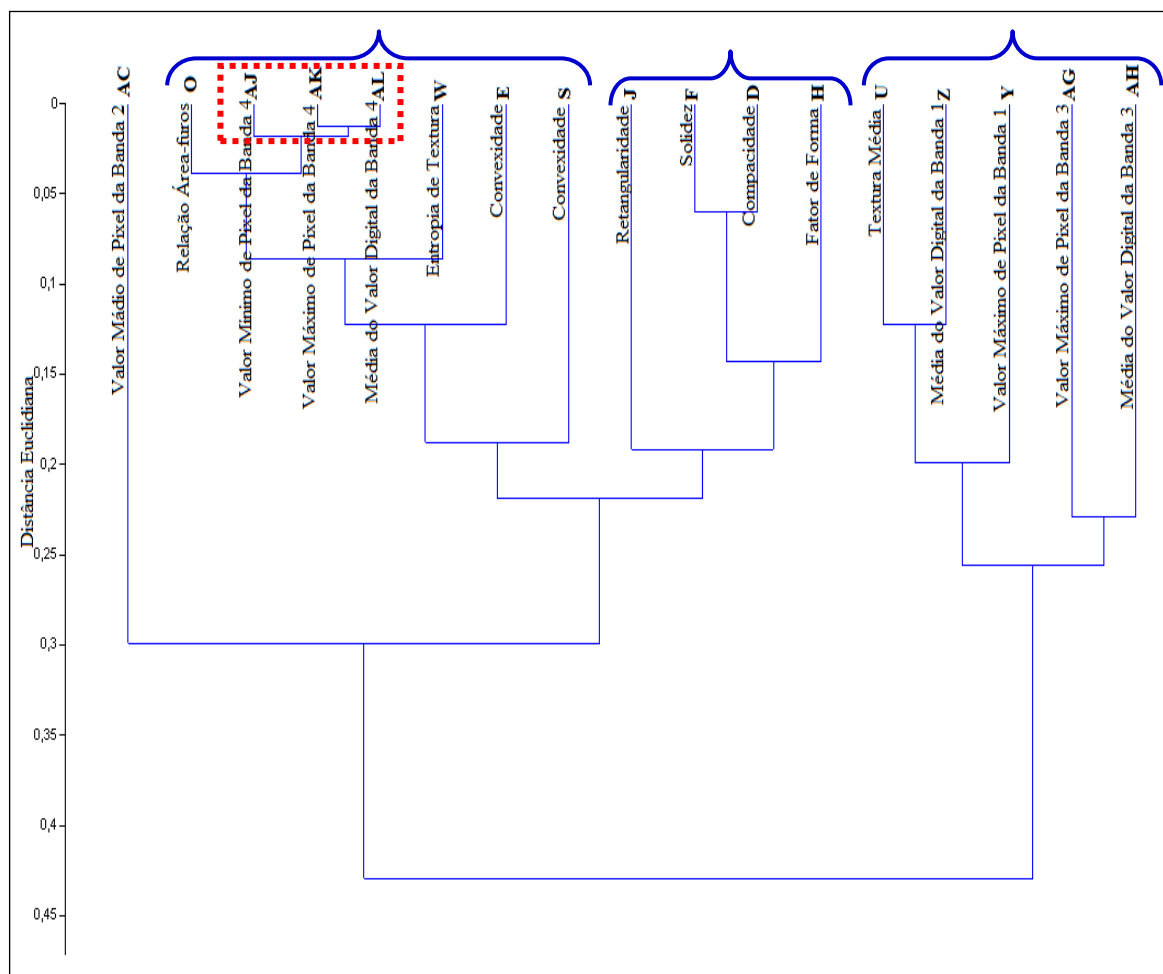 AC
O
AJ
AK
AL
W
E
S
J
F
D
H
U
Z
Y
AG
AH
Valor Mádio de Pixel da Banda 2
Relação Área-furos
Valor Mínimo de Pixel da Banda 4
Valor Máximo de Pixel da Banda 4
Média do Valor Digital da Banda 4
Entropia de Textura
Convexidade
Convexidade
Retangularidade
Solidez
Compacidade
Fator de Forma
Textura Média
Média do Valor Digital da Banda 1
Valor Máximo de Pixel da Banda 1
Valor Máximo de Pixel da Banda 3
Média do Valor Digital da Banda 3
Distância Euclidiana
0
0,05
0,1
0,15
0,2
0,25
0,3
0,35
0,4
0,45